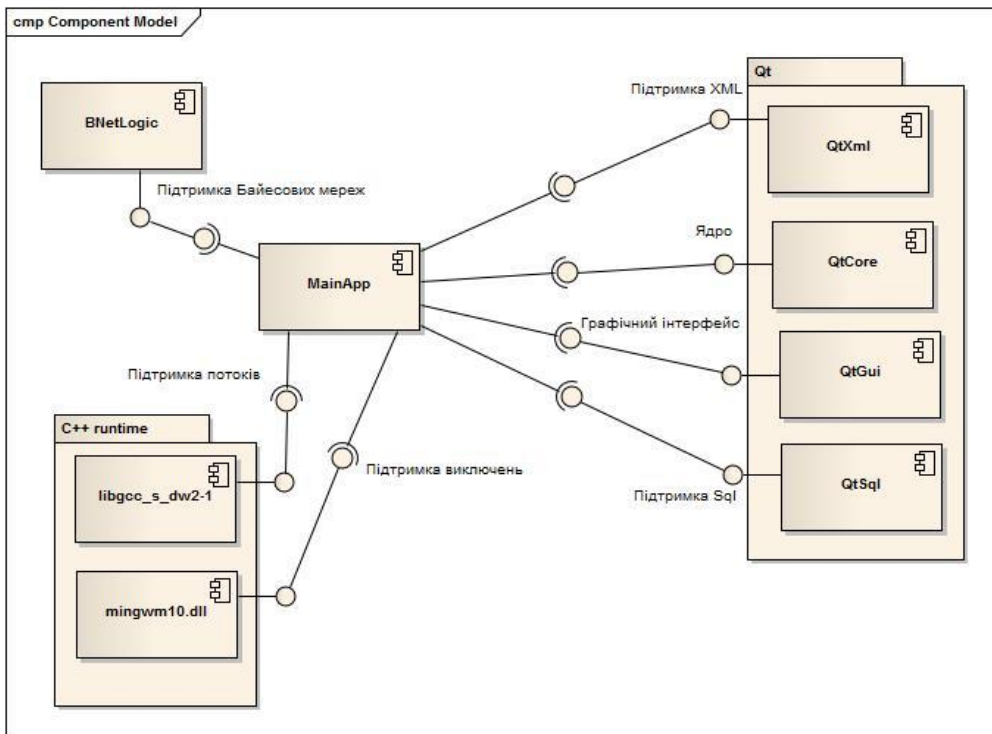 cmp Component Model
Qt
Підтримка XML
BNetLogic
QtXml
Підтримка Байесових мереж
Ядро
MainApp
QtCore
Графічний інтерфейс
Підтримка потоків
QtGui
C++ runtime
Підтримка виключень
QtSql
Підтримка Sql
libgcc_s_dw2-1
mingwm10.dll